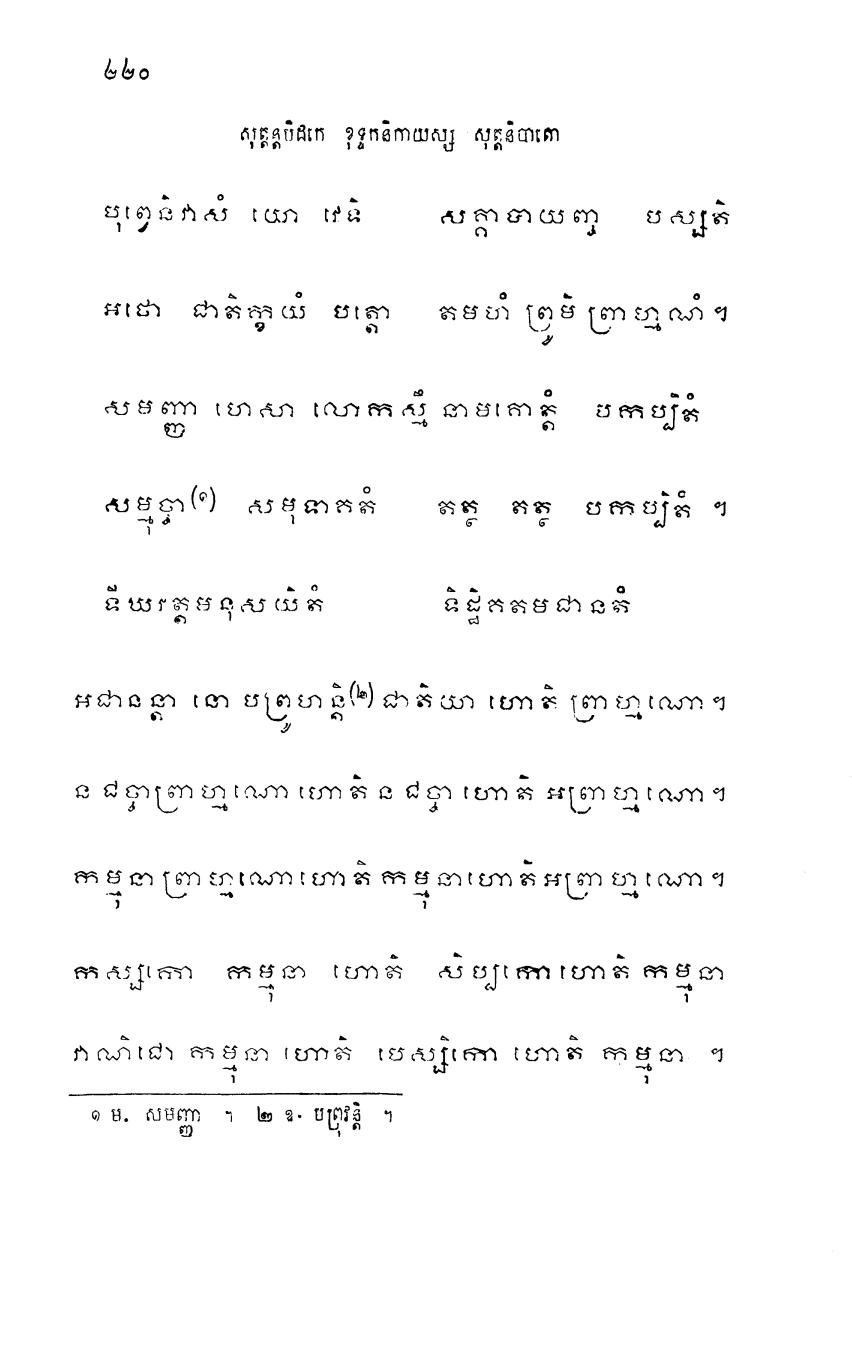 ២២០
សុត្តន្តបិដកេ ខុទ្ទកនិកាយស្ស សុត្តនិបាតោ
បុព្វេនិវាសំ យោ វេទិ សគ្គាបាយញ្ច បស្សតិ
អថោ ជាតិក្ខយំ បត្តោ តមហំ ព្រូមិ ព្រាហ្មណំ។
សមញ្ញា ហេសា លោកស្មឹ នាមគោត្តំ បកប្បិតំ
សម្មុច្ចា(១) សមុទាគតំ តត្ថ តត្ថ បកប្បិតំ ។
ទីឃរត្តមនុសយិតំ ទិដ្ឋិគតមជានតំ
អជានន្តា នោ បព្រូហន្តិ(២) ជាតិយា ហោតិ ព្រាហ្មណោ។
ន ជច្ចា ព្រាហ្មណោ ហោតិ ន ជច្ចា ហោតិ អព្រាហ្មណោ។
កម្មុនា ព្រាហ្មណោ ហោតិ កម្មុនា ហោតិ អព្រាហ្មណោ។
កស្សកោ កម្មុនា ហោតិ សិប្បកោ ហោតិ កម្មុនា
វាណិជោ កម្មុនា ហោតិ បេស្សិកោ ហោតិ កម្មុនា ។
១ ម. សមញ្ញា ។ ២ ឧ. បព្រុវន្តិ ។